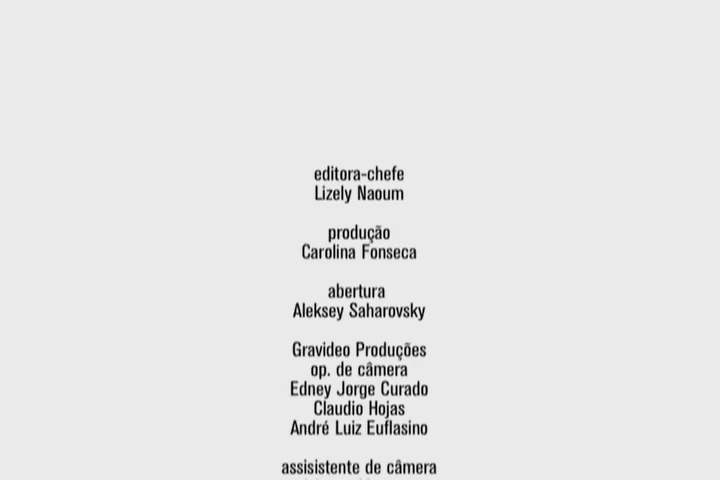 editora-chefe
Lizely Naoum
produção
Carolina Fonseca
abertura
Aleksey Saharovsky
Gravideo Produções
op. de câmera
Edney Jorge Curado
Claudio Hojas
André Luiz Euflasino
assisistente de câmera